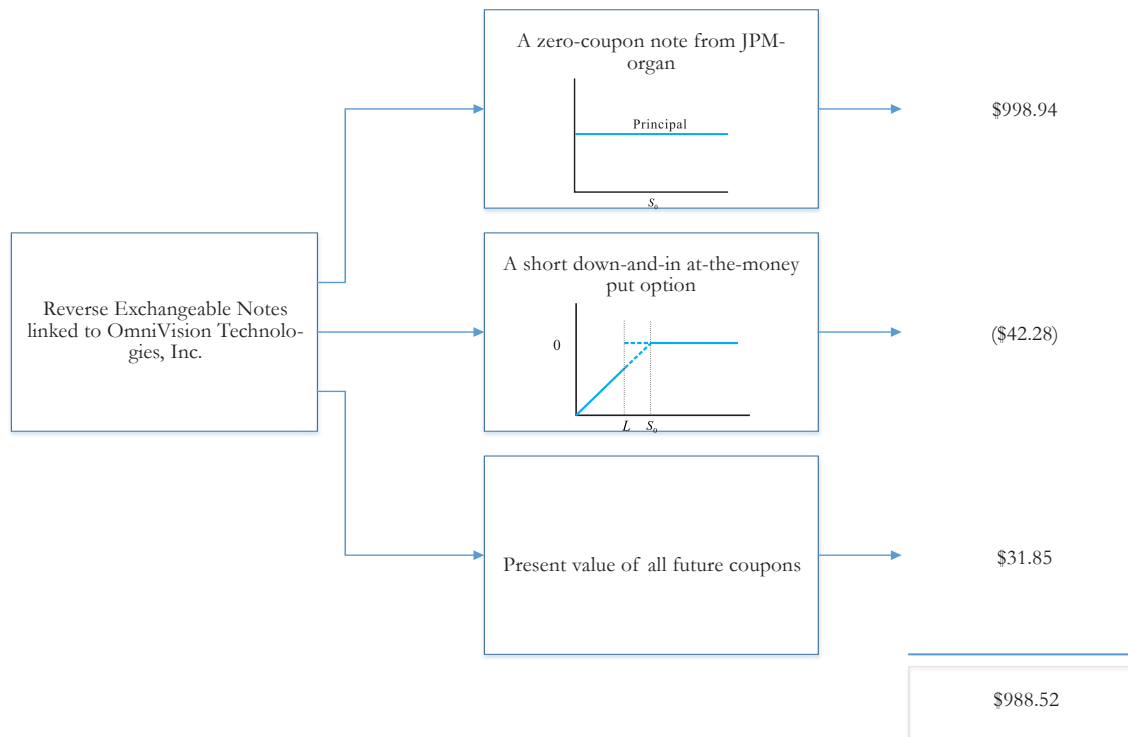 A zero-coupon note from JPM-
organ
Principal
S₀
$998.94
Reverse Exchangeable Notes
linked to OmniVision Technolo-
gies, Inc.
A short down-and-in at-the-money
put option
0
L S₀
($42.28)
Present value of all future coupons
$31.85
$988.52